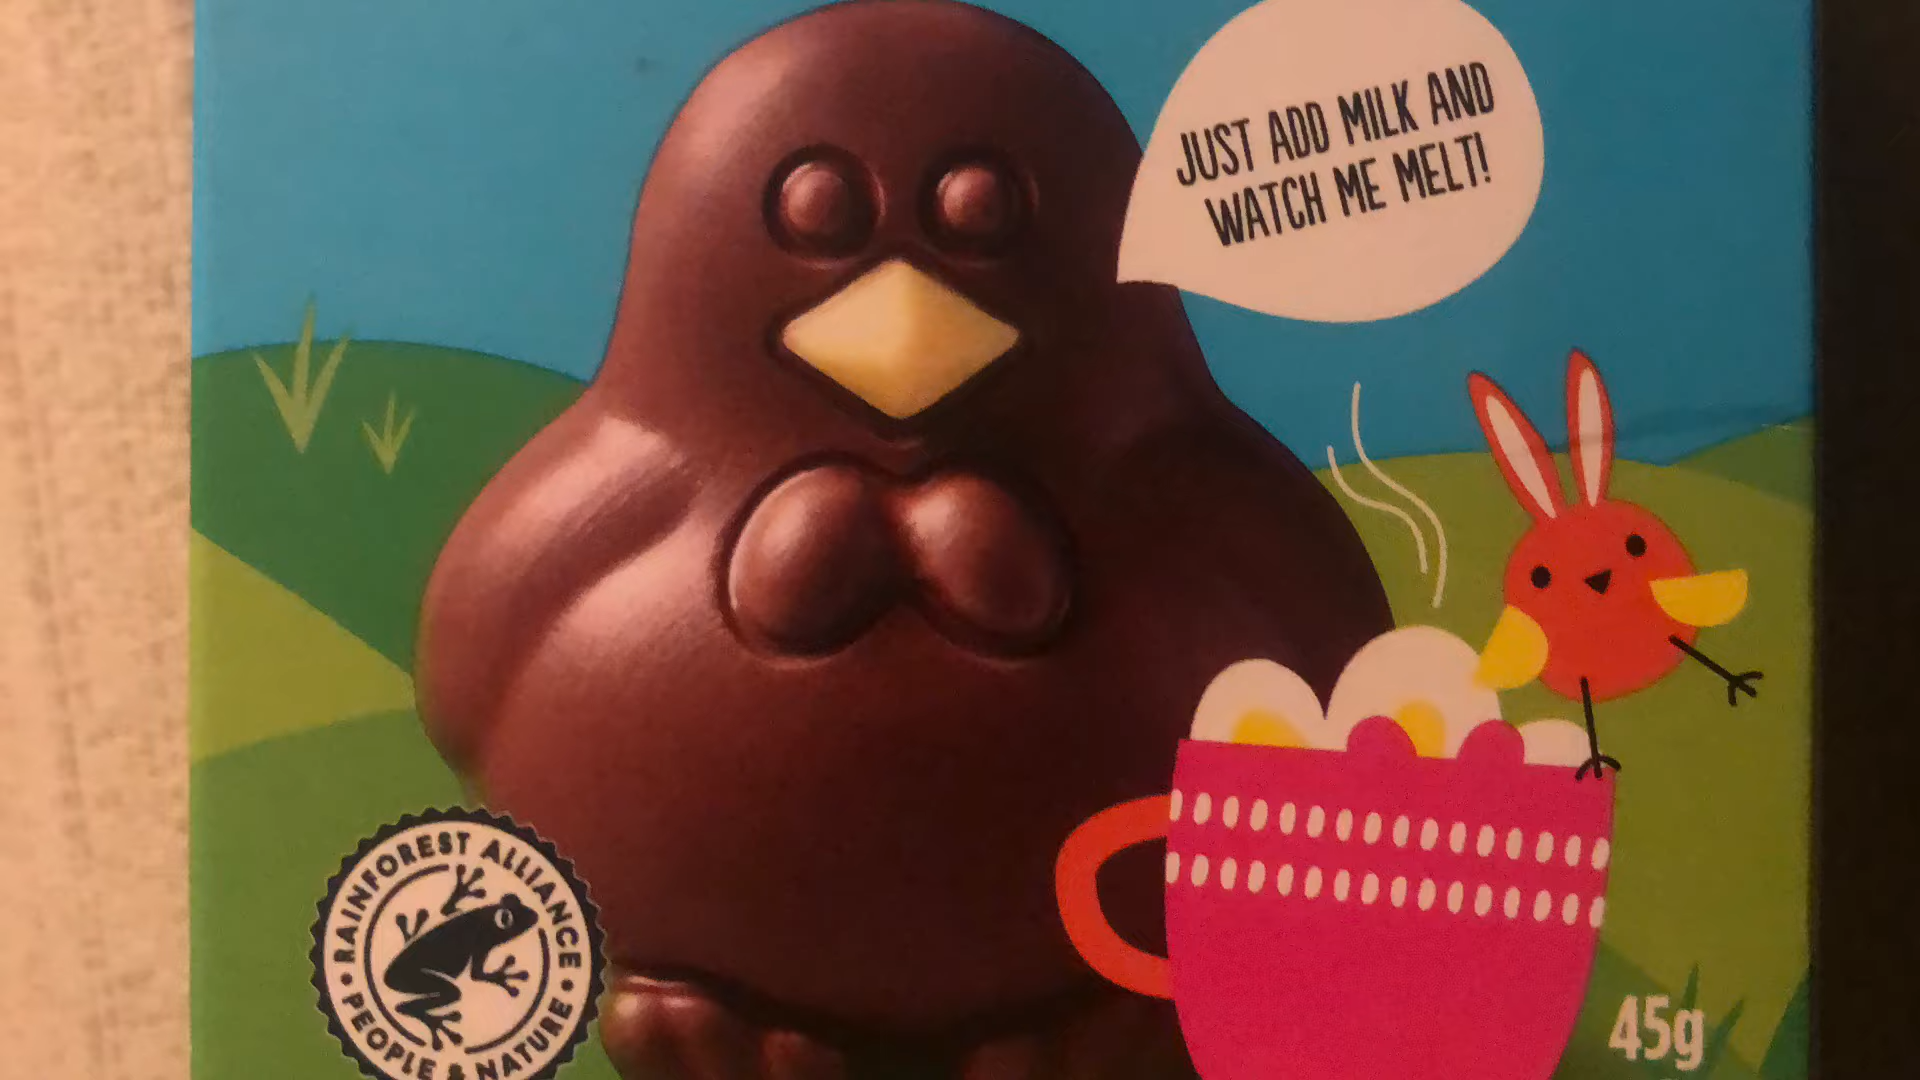 JUST ADD MILK AND
WATCH ME MELT!
RAINFOREST ALLIANCE
PEOPLE & NATURE
45g